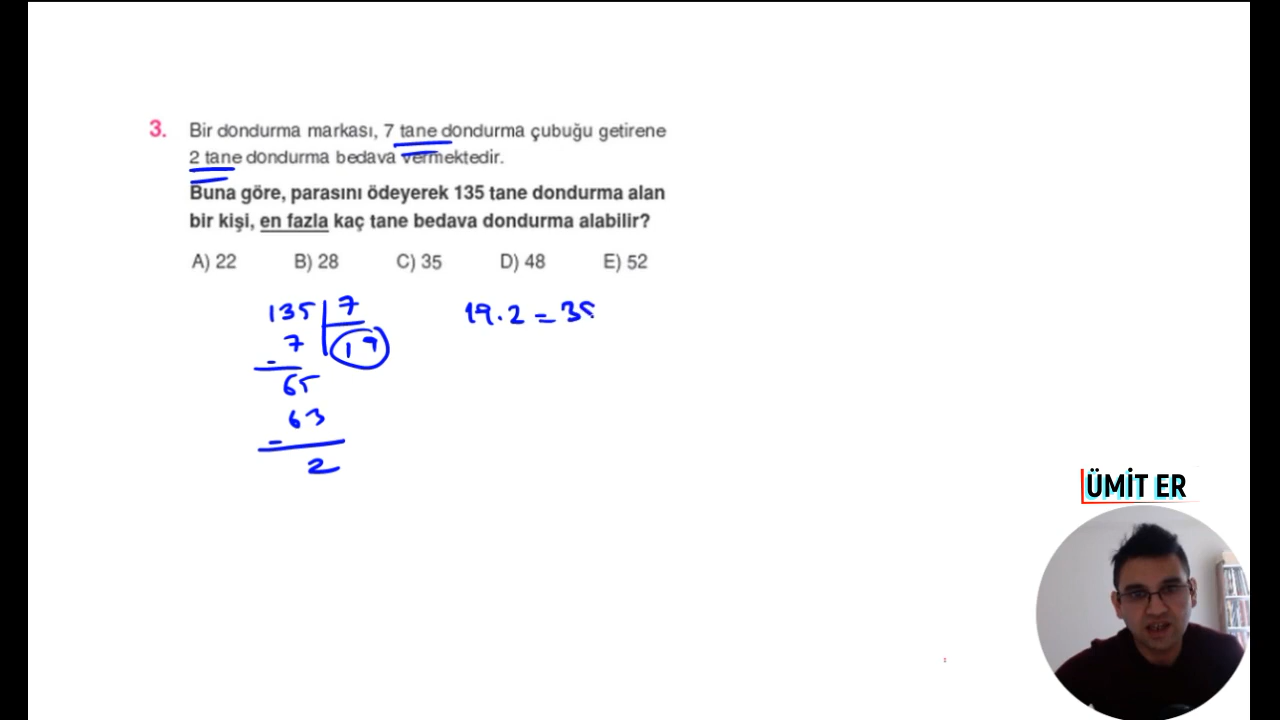 3. Bir dondurma markası, 7 tane dondurma çubuğu getirene
2 tane dondurma bedava vermektedir.
Buna göre, parasını ödeyerek 135 tane dondurma alan
bir kişi, en fazla kaç tane bedava dondurma alabilir?
A) 22 B) 28 C) 35 D) 48 E) 52
135 7
- 7 19
65
- 63
2
19.2=38
ÜMİT ER